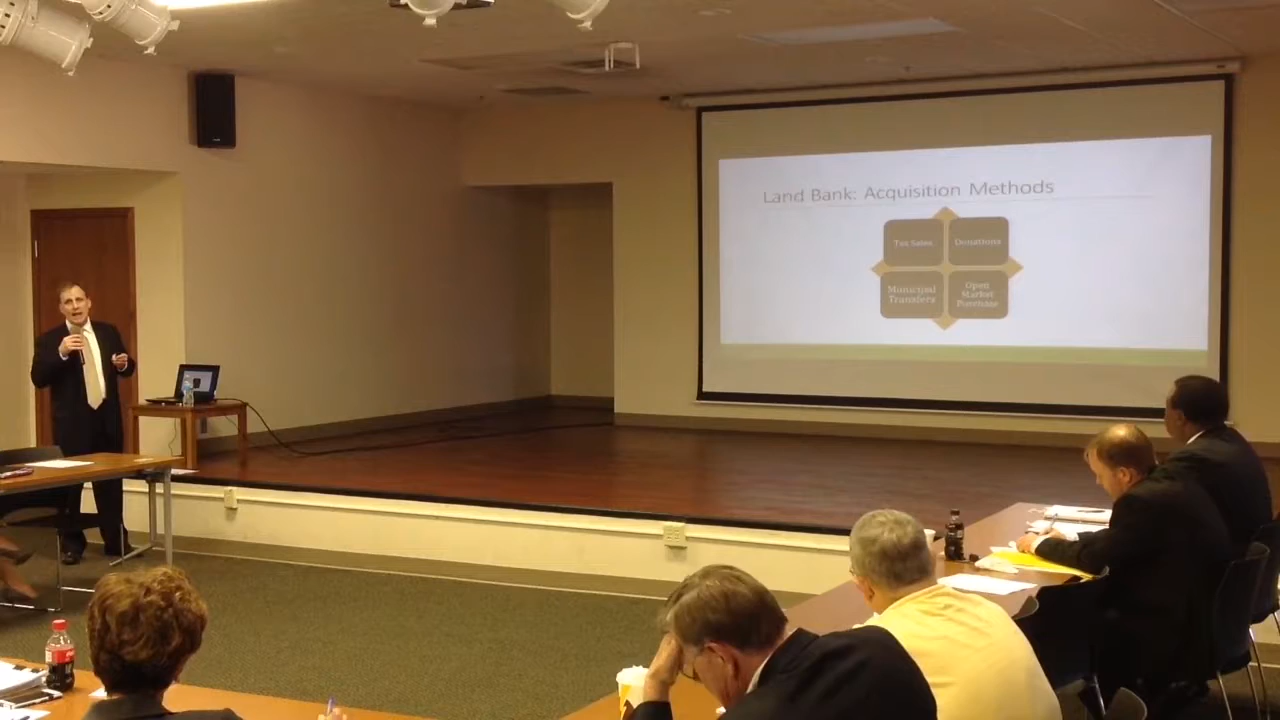 Land Bank: Acquisition Methods
Tax Sales
Donations
Municipal
Transfers
Open
Market
Purchase